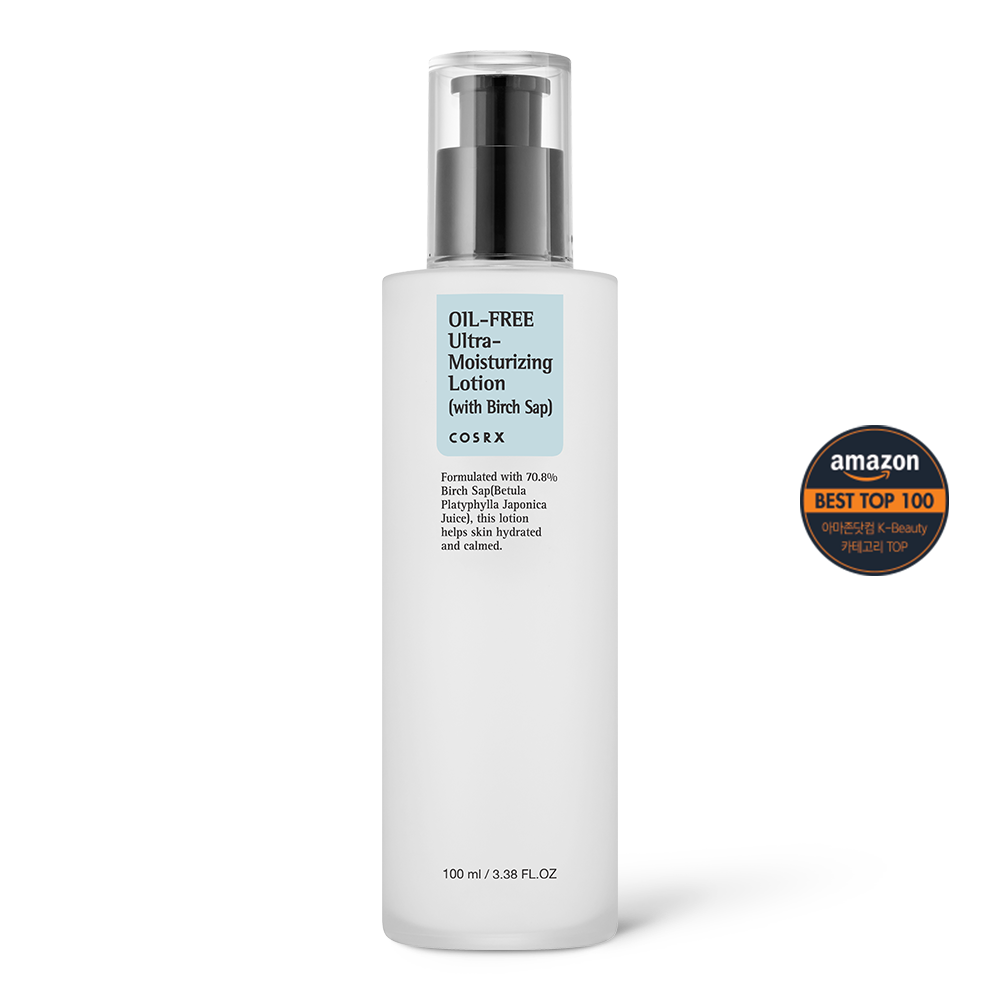 OIL-FREE
Ultra-
Moisturizing
Lotion
(with Birch Sap)
COSRX
Formulated with 70.8%
Birch Sap(Betula
Platyphylla Japonica
Juice), this lotion
helps skin hydrated
and calmed.
100 ml / 3.38 FL.OZ
amazon
BEST TOP 100
아마존닷컴 K-Beauty
카테고리 TOP